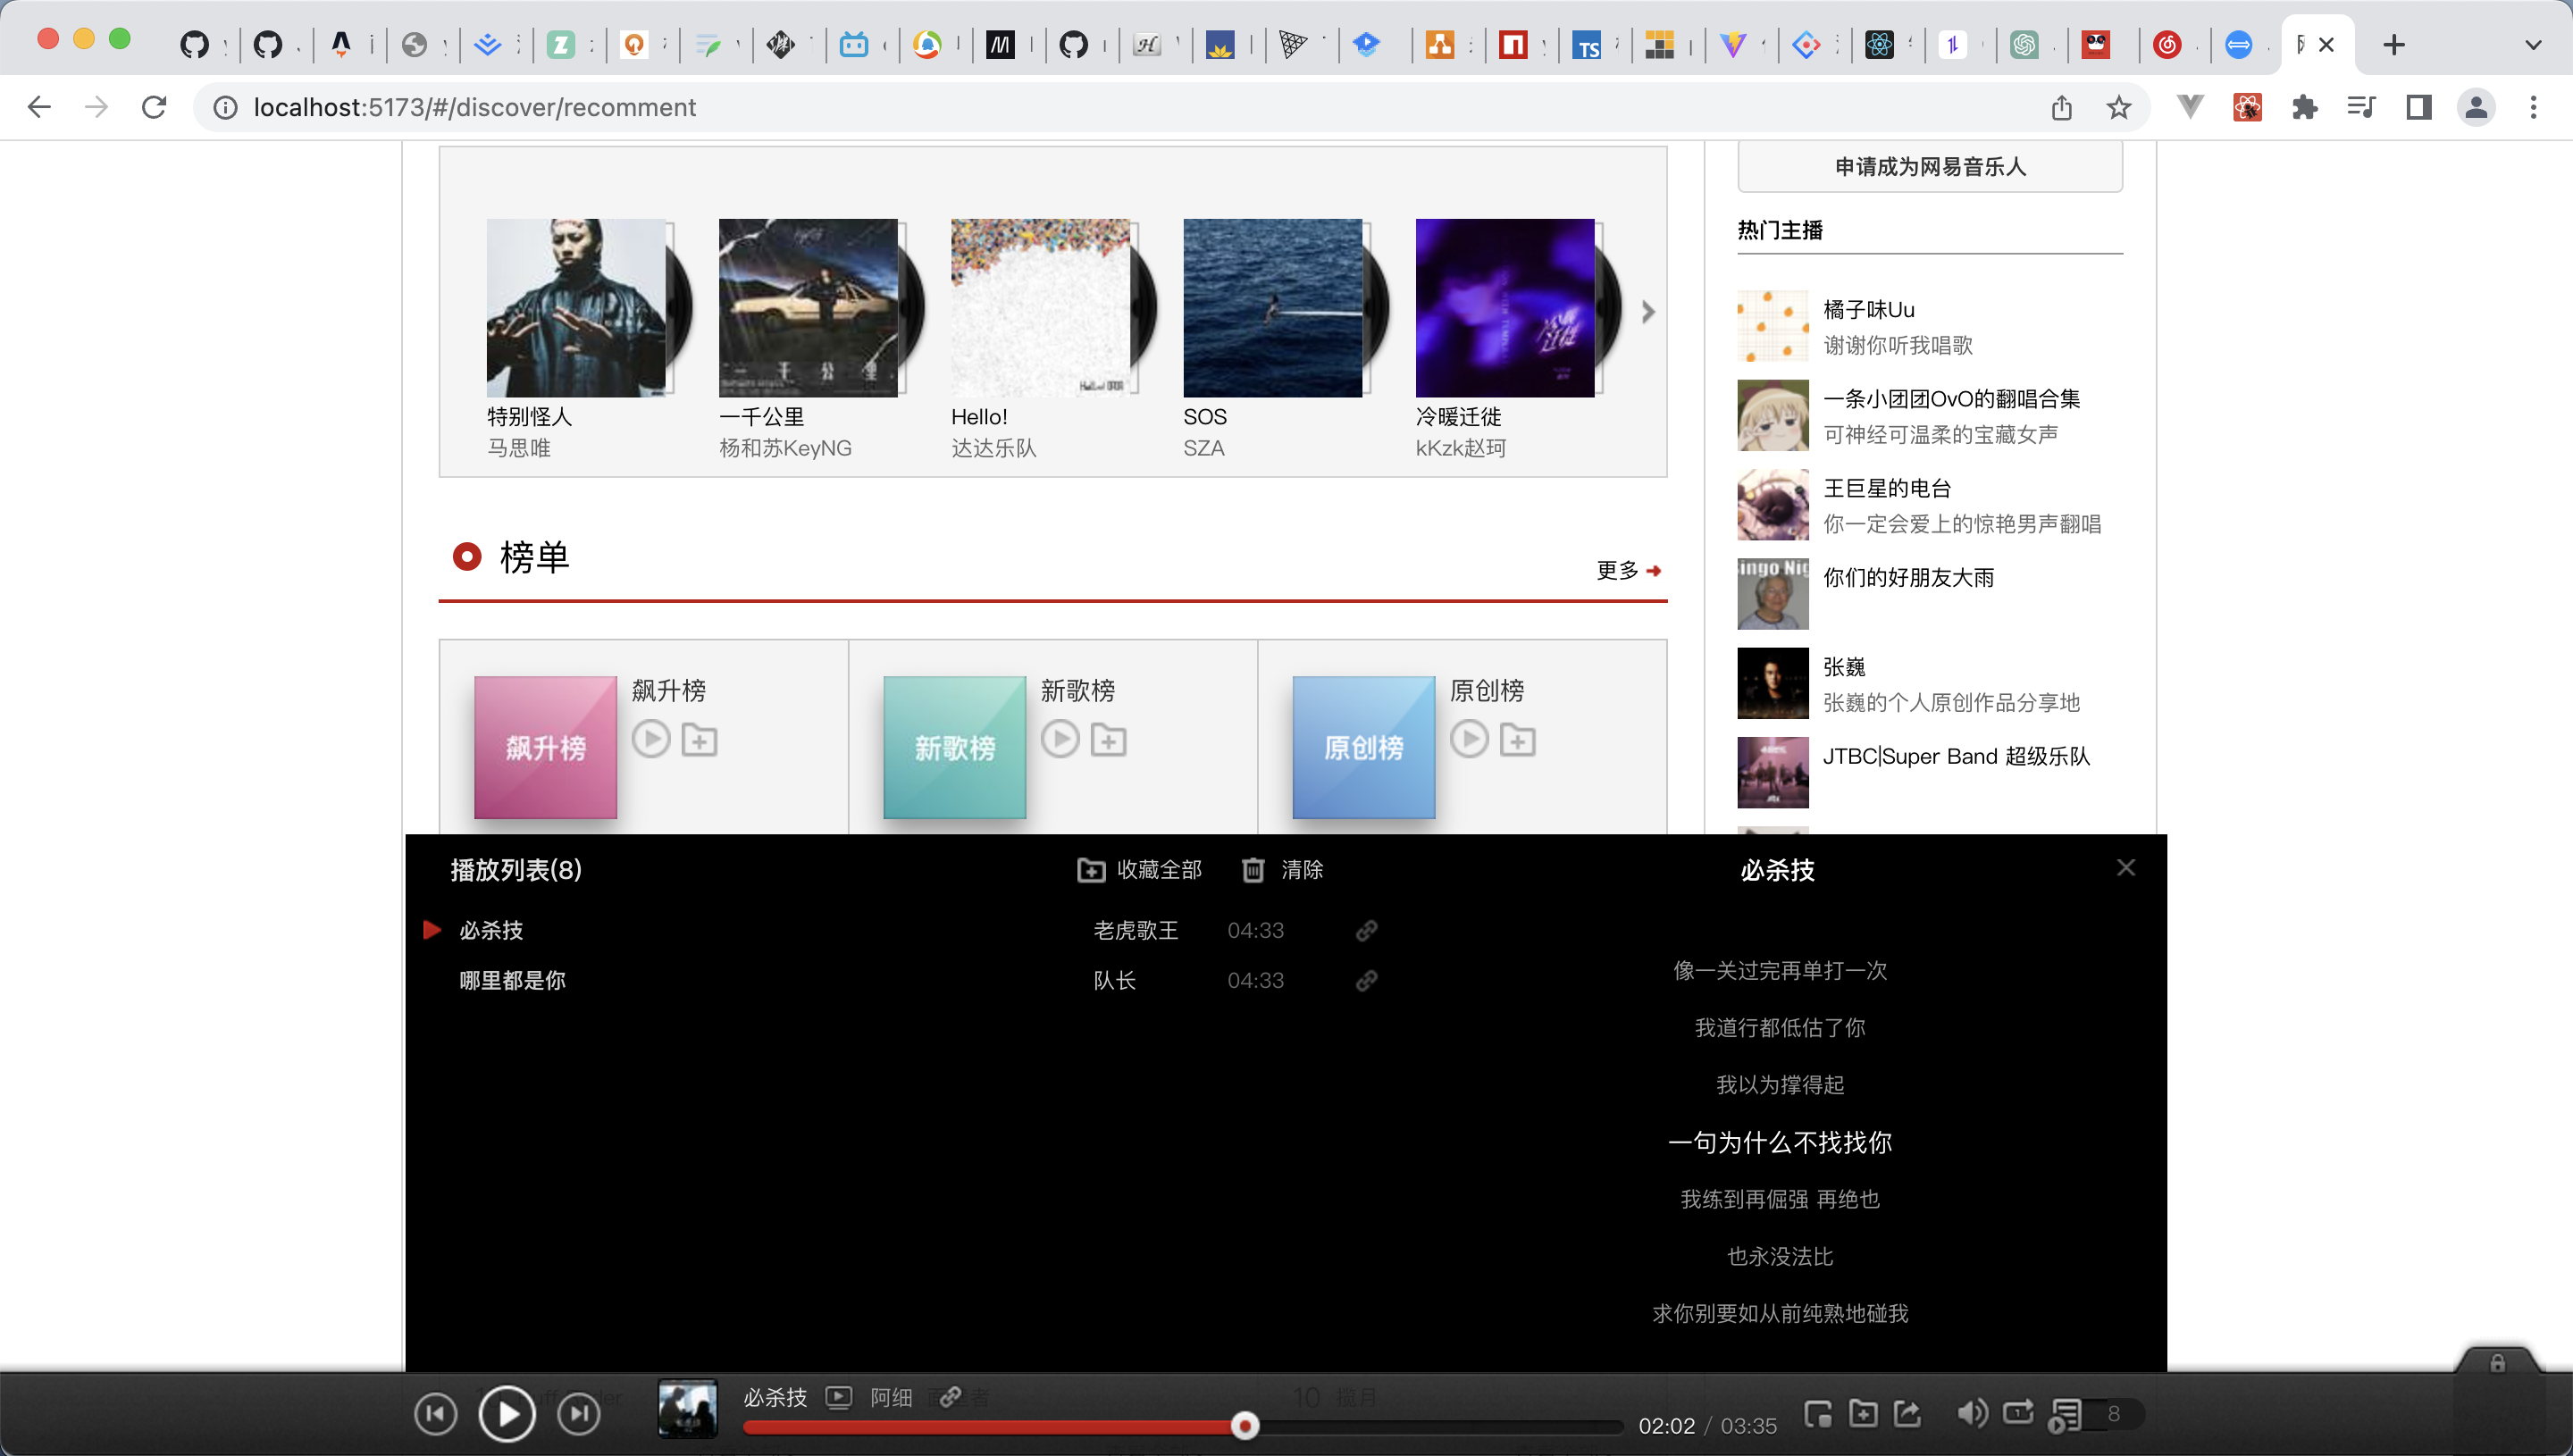 localhost:5173/#/discover/recomment
申请成为网易音乐人
热门主播
特别怪人
马思唯
一千公里
杨和苏KeyNG
Hello!
达达乐队
SOS
SZA
冷暖迁徙
kKzk赵珂
橘子味Uu
谢谢你听我唱歌
一条小团团OvO的翻唱合集
可神经可温柔的宝藏女声
王巨星的电台
你一定会爱上的惊艳男声翻唱
你们的好朋友大雨
张巍
张巍的个人原创作品分享地
JTBC|Super Band 超级乐队
榜单
更多
飙升榜
飙升榜
新歌榜
新歌榜
原创榜
原创榜
播放列表(8)
收藏全部
清除
必杀技
必杀技 老虎歌王 04:33
哪里都是你 队长 04:33
像一关过完再单打一次
我道行都低估了你
我以为撑得起
一句为什么不找找你
我练到再倔强 再绝也
也永没法比
求你别要如从前纯熟地碰我
必杀技 阿细
10 揽月
02:02 / 03:35
8